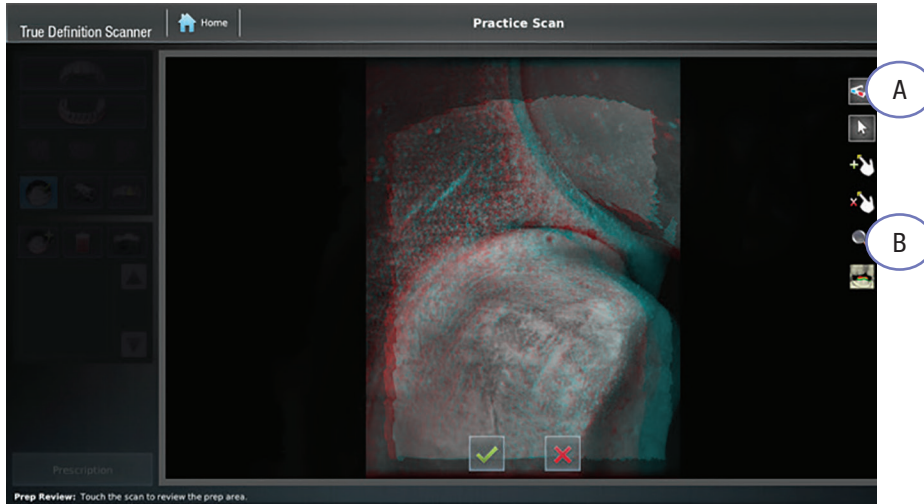 True Definition Scanner
Home
Practice Scan
A
B
Prescription
Prep Review: Touch the scan to review the prep area.